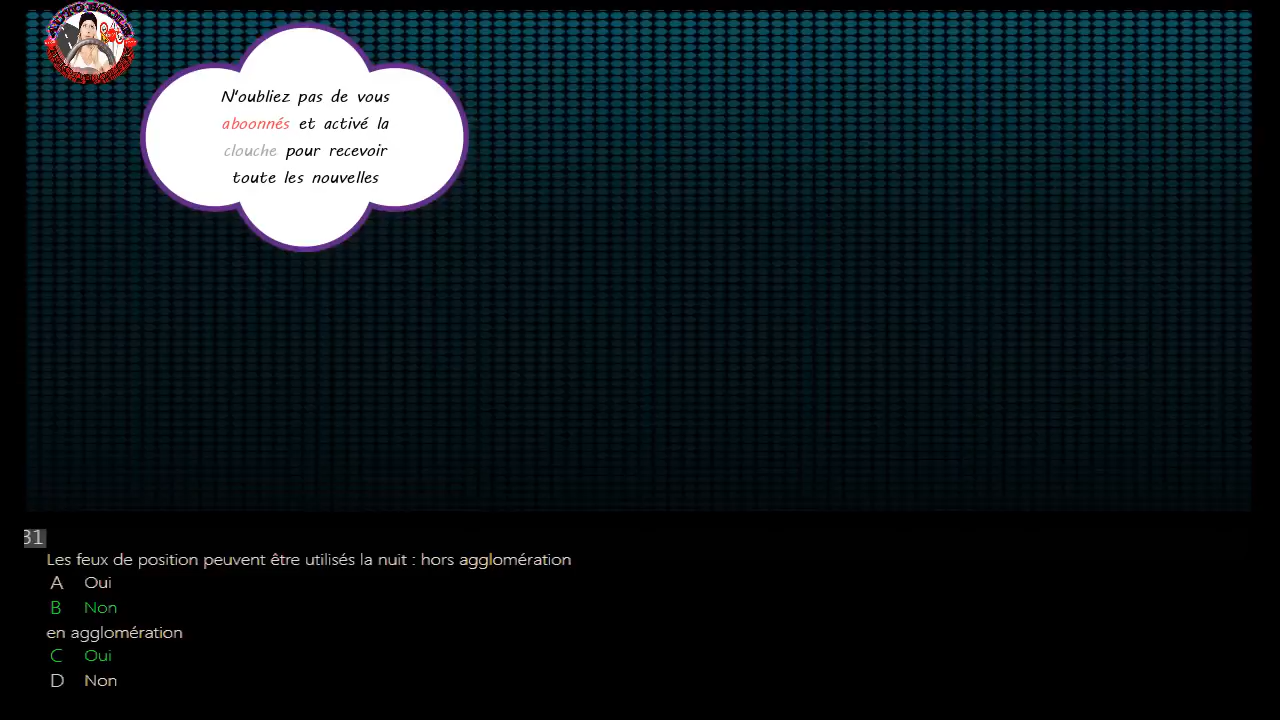 N'oubliez pas de vous
aboonnés et activé la
clouche pour recevoir
toute les nouvelles
31
Les feux de position peuvent être utilisés la nuit : hors agglomération
A Oui
B Non
en agglomération
C Oui
D Non